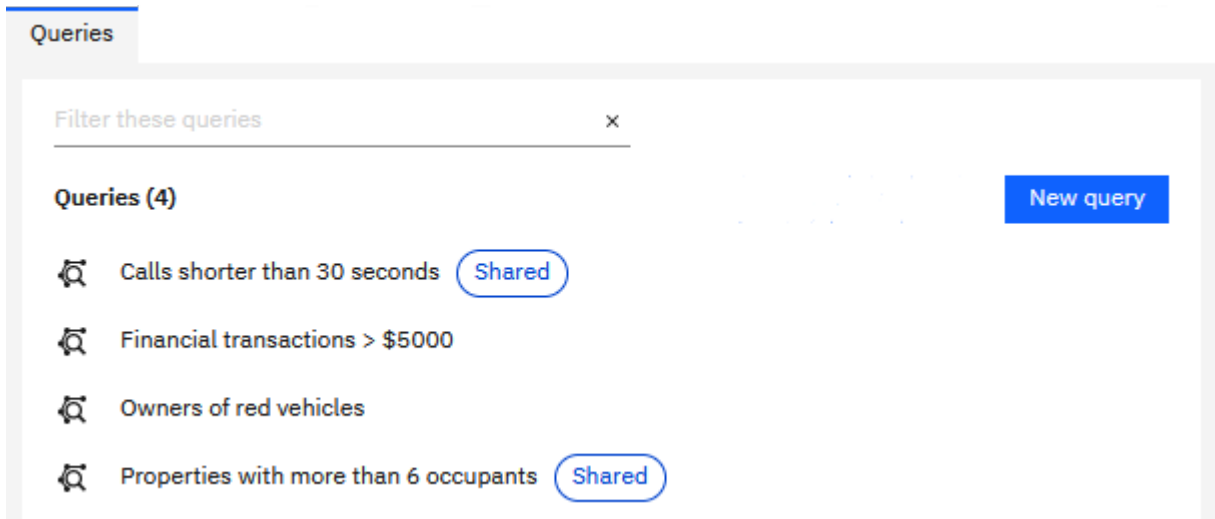 Queries
Filter these queries ×
Queries (4) New query
Calls shorter than 30 seconds Shared
Financial transactions > $5000
Owners of red vehicles
Properties with more than 6 occupants Shared